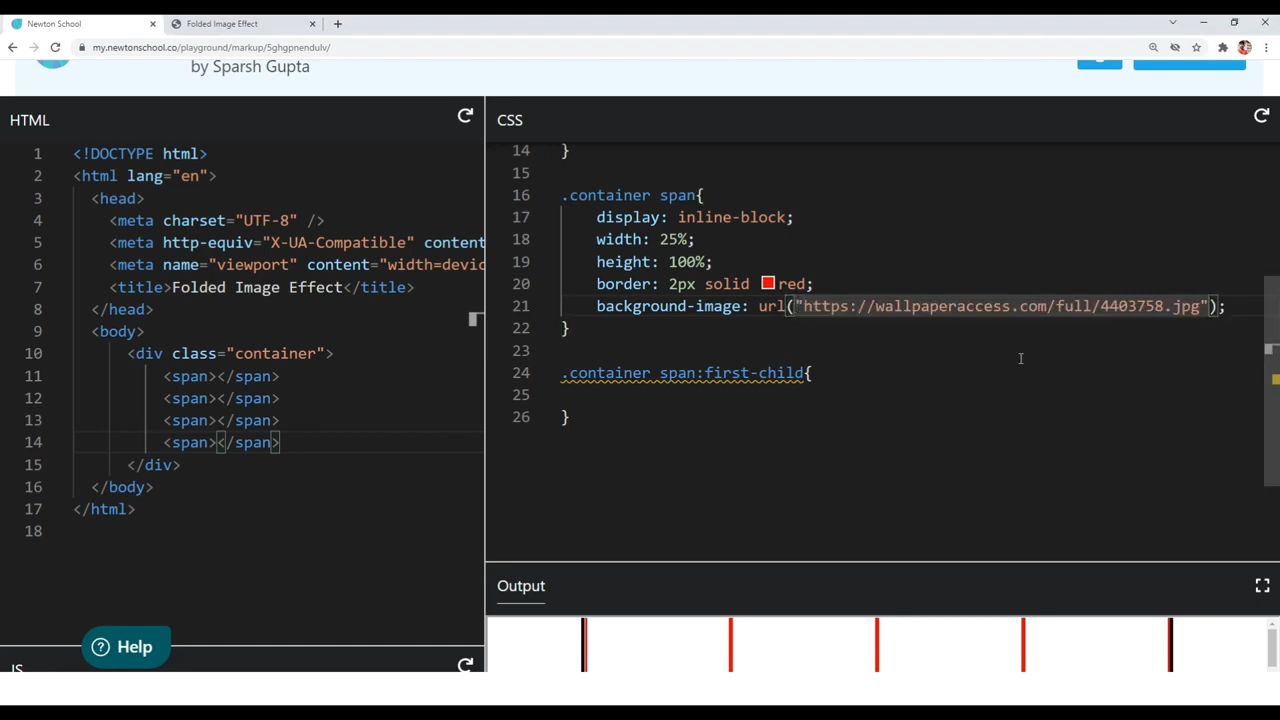 Newton School
Folded Image Effect
my.newtonschool.co/playground/markup/5ghgpnendulv/
by Sparsh Gupta
HTML
1 <!DOCTYPE html>
2 <html lang="en">
3 <head>
4 <meta charset="UTF-8" />
5 <meta http-equiv="X-UA-Compatible" content
6 <meta name="viewport" content="width=devic
7 <title>Folded Image Effect</title>
8 </head>
9 <body>
10 <div class="container">
11 <span></span>
12 <span></span>
13 <span></span>
14 <span></span>
15 </div>
16 </body>
17 </html>
18
Help
JS
CSS
14 }
15
16 .container span{
17 display: inline-block;
18 width: 25%;
19 height: 100%;
20 border: 2px solid red;
21 background-image: url("https://wallpaperaccess.com/full/4403758.jpg");
22 }
23
24 .container span:first-child{
25
26 }
Output